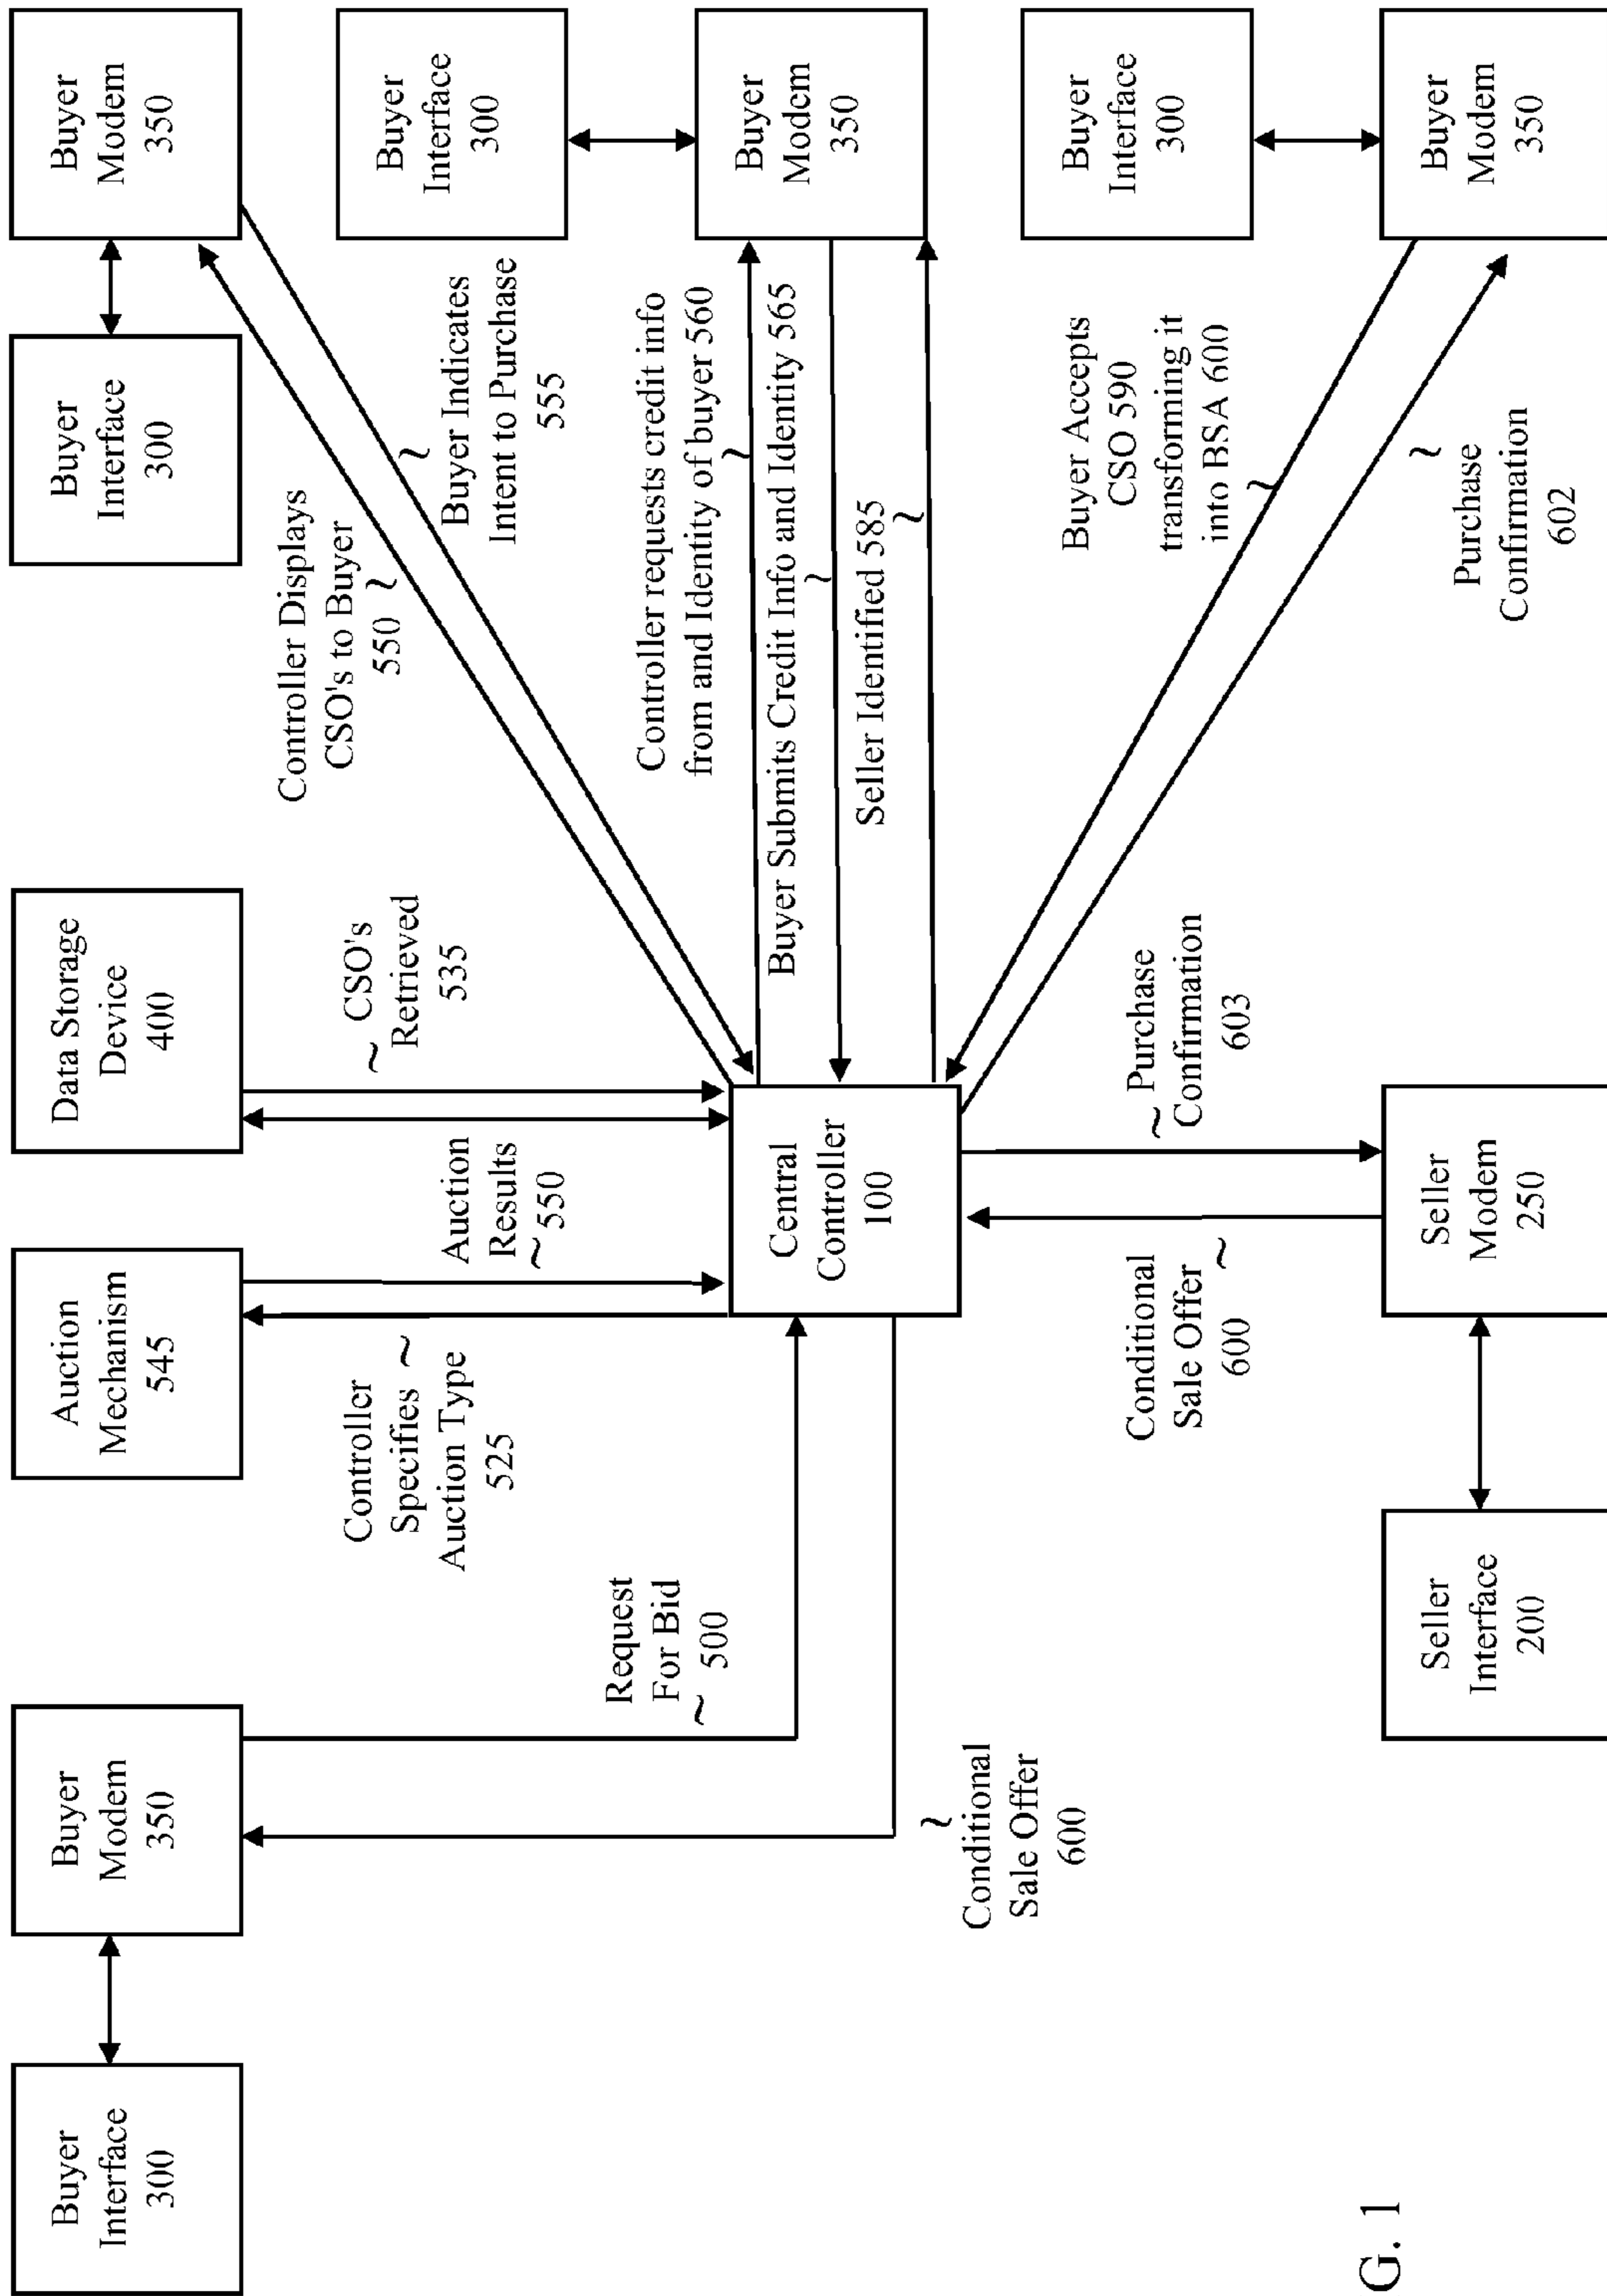 Buyer
Interface
300
Buyer
Modem
350
Auction
Mechanism
545
Data Storage
Device
400
Buyer
Interface
300
Buyer
Modem
350
Controller
Specifies ~
Auction Type
525
Auction
Results
~ 550
~ CSO's
Retrieved
535
Controller Displays
CSO's to Buyer
550 ~
~
Buyer Indicates
Intent to Purchase
555
Buyer
Interface
300
Request
For Bid
~ 500
Controller requests credit info
from and Identity of buyer 560
~
Buyer Submits Credit Info and Identity 565
~
Seller Identified 585
~
Buyer
Modem
350
Central
Controller
100
~
Conditional
Sale Offer
600
Conditional
Sale Offer
600 ~
~ Purchase
Confirmation
603
Buyer Accepts
CSO 590
transforming it
into BSA 600
~
~
Purchase
Confirmation
602
Buyer
Interface
300
Buyer
Modem
350
Seller
Interface
200
Seller
Modem
250
G. 1